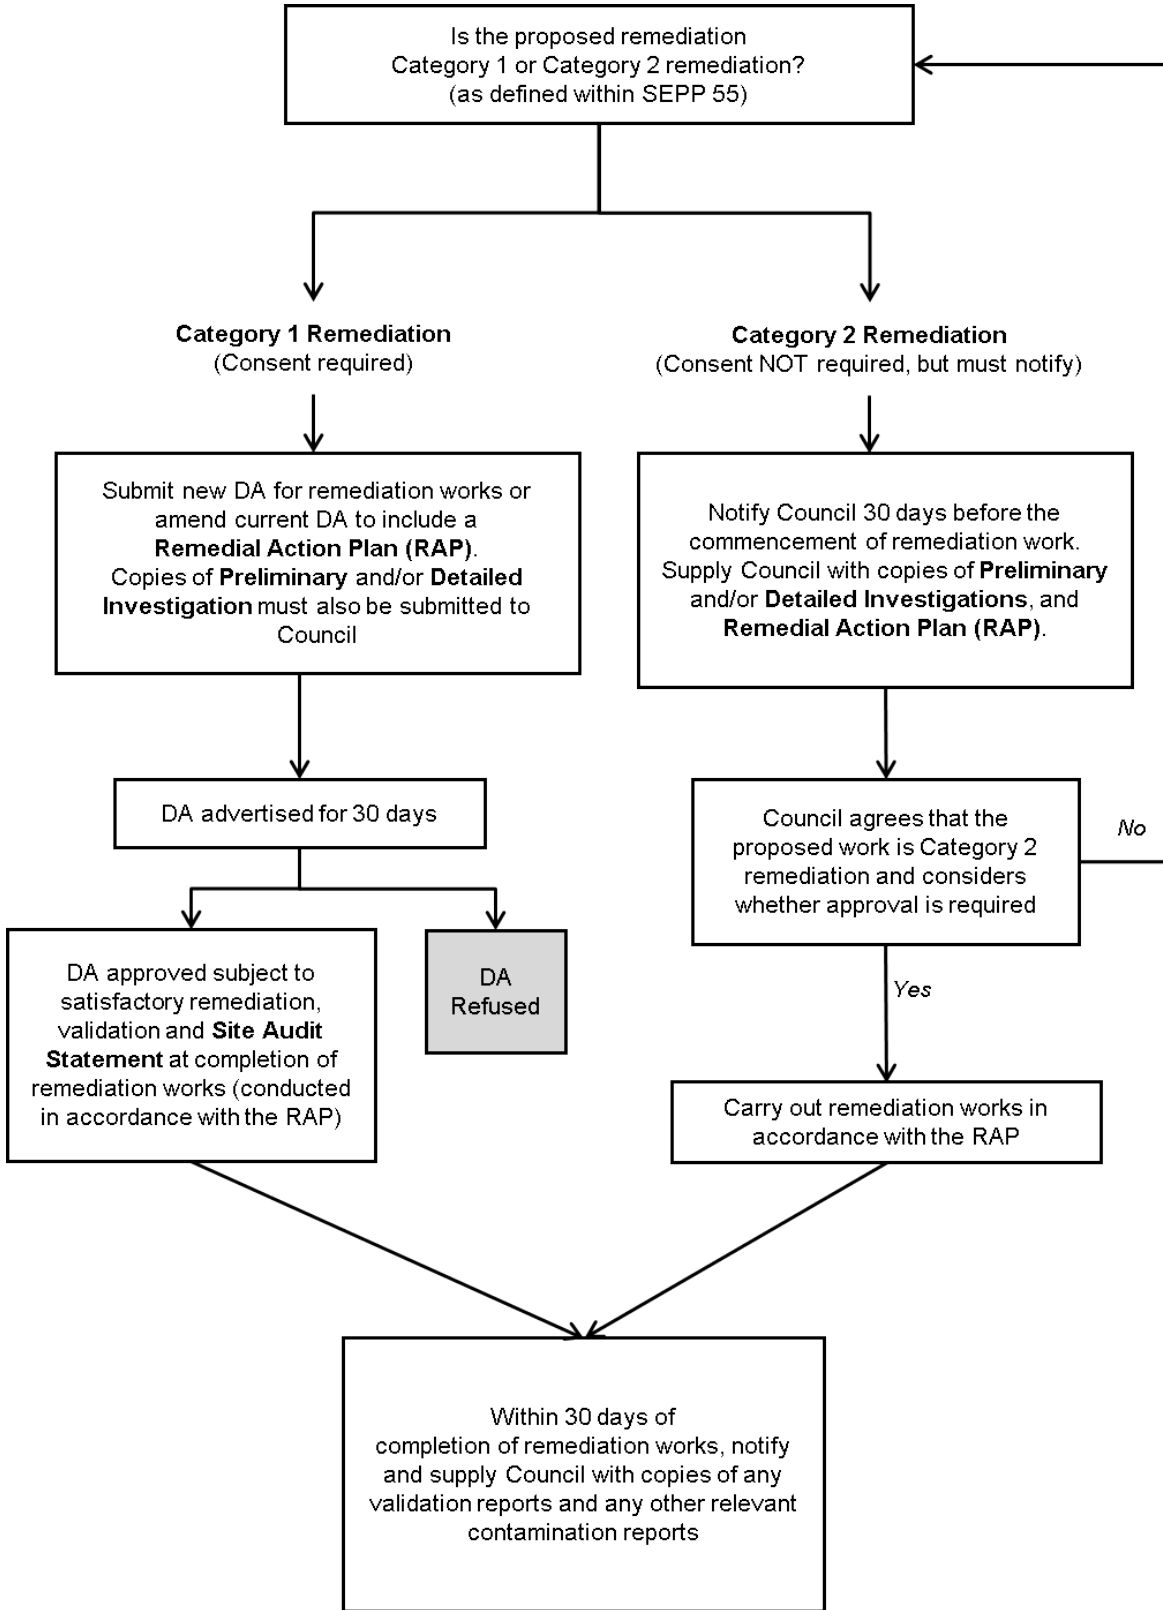 Is the proposed remediation
Category 1 or Category 2 remediation?
(as defined within SEPP 55)
Category 1 Remediation
(Consent required)
Category 2 Remediation
(Consent NOT required, but must notify)
Submit new DA for remediation works or
amend current DA to include a
Remedial Action Plan (RAP).
Copies of Preliminary and/or Detailed
Investigation must also be submitted to
Council
Notify Council 30 days before the
commencement of remediation work.
Supply Council with copies of Preliminary
and/or Detailed Investigations, and
Remedial Action Plan (RAP).
DA advertised for 30 days
Council agrees that the
proposed work is Category 2
remediation and considers
whether approval is required
No
DA approved subject to
satisfactory remediation,
validation and Site Audit
Statement at completion of
remediation works (conducted
in accordance with the RAP)
DA
Refused
Yes
Carry out remediation works in
accordance with the RAP
Within 30 days of
completion of remediation works, notify
and supply Council with copies of any
validation reports and any other relevant
contamination reports